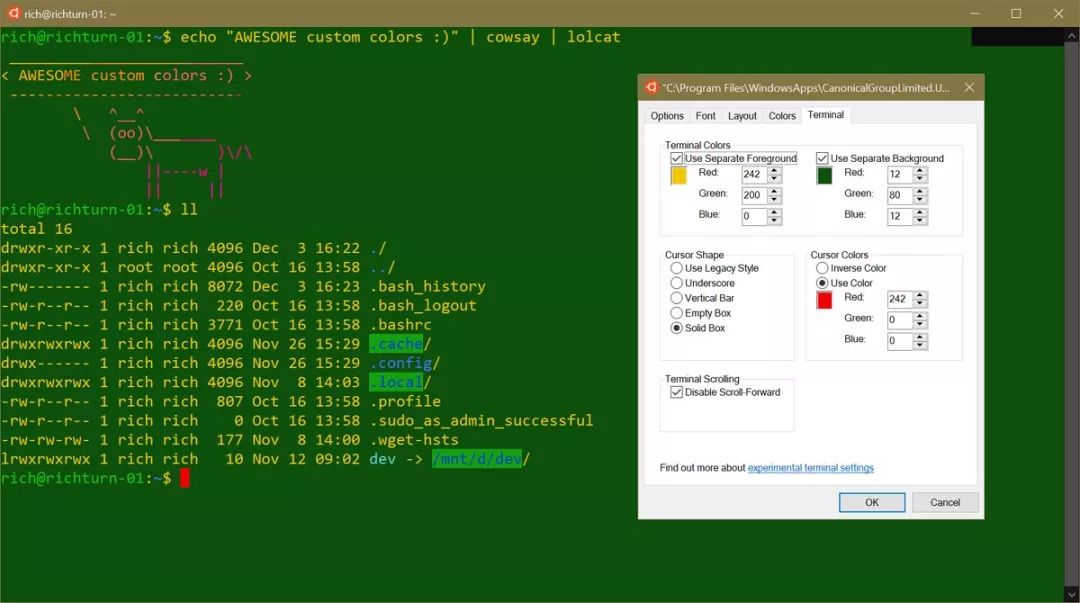 rich@richturn-01: ~
rich@richturn-01:~$ echo "AWESOME custom colors :)" | cowsay | lolcat
 ________________________
< AWESOME custom colors :) >
 --------------------------
        \   ^__^
         \  (oo)\_______
            (__)\       )\/\
                ||----w |
                ||     ||
rich@richturn-01:~$ ll
total 16
drwxr-xr-x 1 rich rich 4096 Dec  3 16:22 ./
drwxr-xr-x 1 root root 4096 Oct 16 13:58 ../
-rw------- 1 rich rich 8072 Dec  3 16:23 .bash_history
-rw-r--r-- 1 rich rich  220 Oct 16 13:58 .bash_logout
-rw-r--r-- 1 rich rich 3771 Oct 16 13:58 .bashrc
drwxrwxrwx 1 rich rich 4096 Nov 26 15:29 .cache/
drwx------ 1 rich rich 4096 Nov 26 15:29 .config/
drwxrwxrwx 1 rich rich 4096 Nov  8 14:03 .local/
-rw-r--r-- 1 rich rich  807 Oct 16 13:58 .profile
-rw-r--r-- 1 rich rich    0 Oct 16 13:58 .sudo_as_admin_successful
-rw-rw-rw- 1 rich rich  177 Nov  8 14:00 .wget-hsts
lrwxrwxrwx 1 rich rich   10 Nov 12 09:02 dev -> /mnt/d/dev/
rich@richturn-01:~$
"C:\Program Files\WindowsApps\CanonicalGroupLimited.U...
Options Font Layout Colors Terminal
Terminal Colors
Use Separate Foreground
Red: 242
Green: 200
Blue: 0
Use Separate Background
Red: 12
Green: 80
Blue: 12
Cursor Shape
Use Legacy Style
Underscore
Vertical Bar
Empty Box
Solid Box
Cursor Colors
Inverse Color
Use Color
Red: 242
Green: 0
Blue: 0
Terminal Scrolling
Disable Scroll-Forward
Find out more about experimental terminal settings
OK Cancel